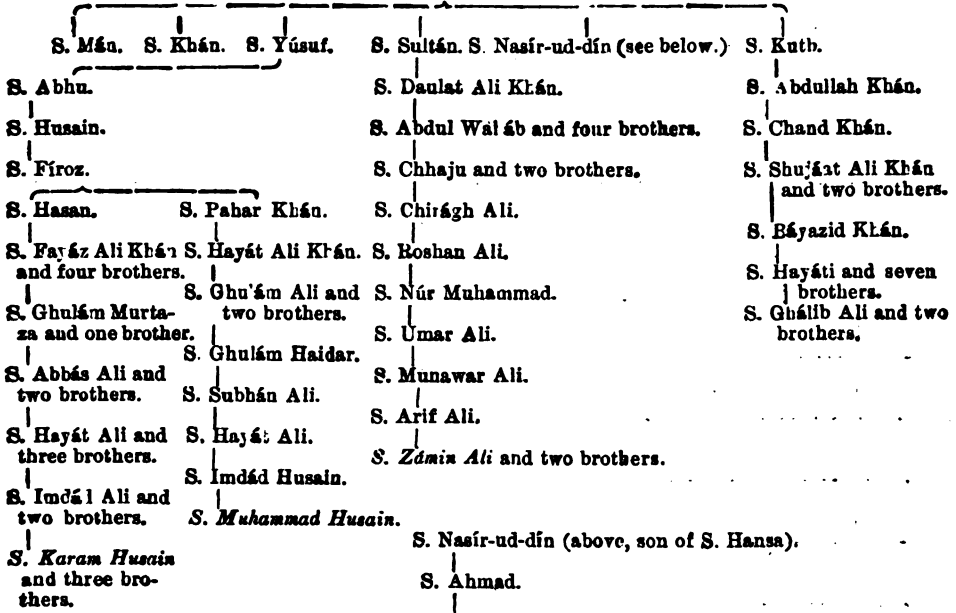 S. Mán. S. Khán. S. Yúsuf. S. Sultán. S. Nasír-ud-dín (see below.) S. Kutb.
S. Abhu. S. Daulat Ali Khán. S. Abdullah Khán.
S. Husain. S. Abdul Waháb and four brothers. S. Chand Khán.
S. Fíroz. S. Chhaju and two brothers. S. Shujáat Ali Khán
and two brothers.
S. Hasan. S. Pahar Khán. S. Chirágh Ali.
S. Báyazid Khán.
S. Fayáz Ali Khán S. Hayát Ali Khán. S. Roshan Ali.
and four brothers. S. Hayáti and seven
brothers.
S. Ghulám Ali and S. Núr Muhammad.
two brothers.
S. Ghulám Murta- S. Ghálib Ali and two
za and one brother. S. Umar Ali. brothers.
S. Ghulám Haidar.
S. Abbás Ali and S. Munawar Ali.
two brothers. S. Subhán Ali.
S. Arif Ali.
S. Hayát Ali and S. Hayát Ali.
three brothers. S. Zámin Ali and two brothers.
S. Imdád Husain.
S. Imdád Ali and
two brothers. S. Muhammad Husain.
S. Nasír-ud-dín (above, son of S. Hansa).
S. Karam Husain
and three bro- S. Ahmad.
thers.